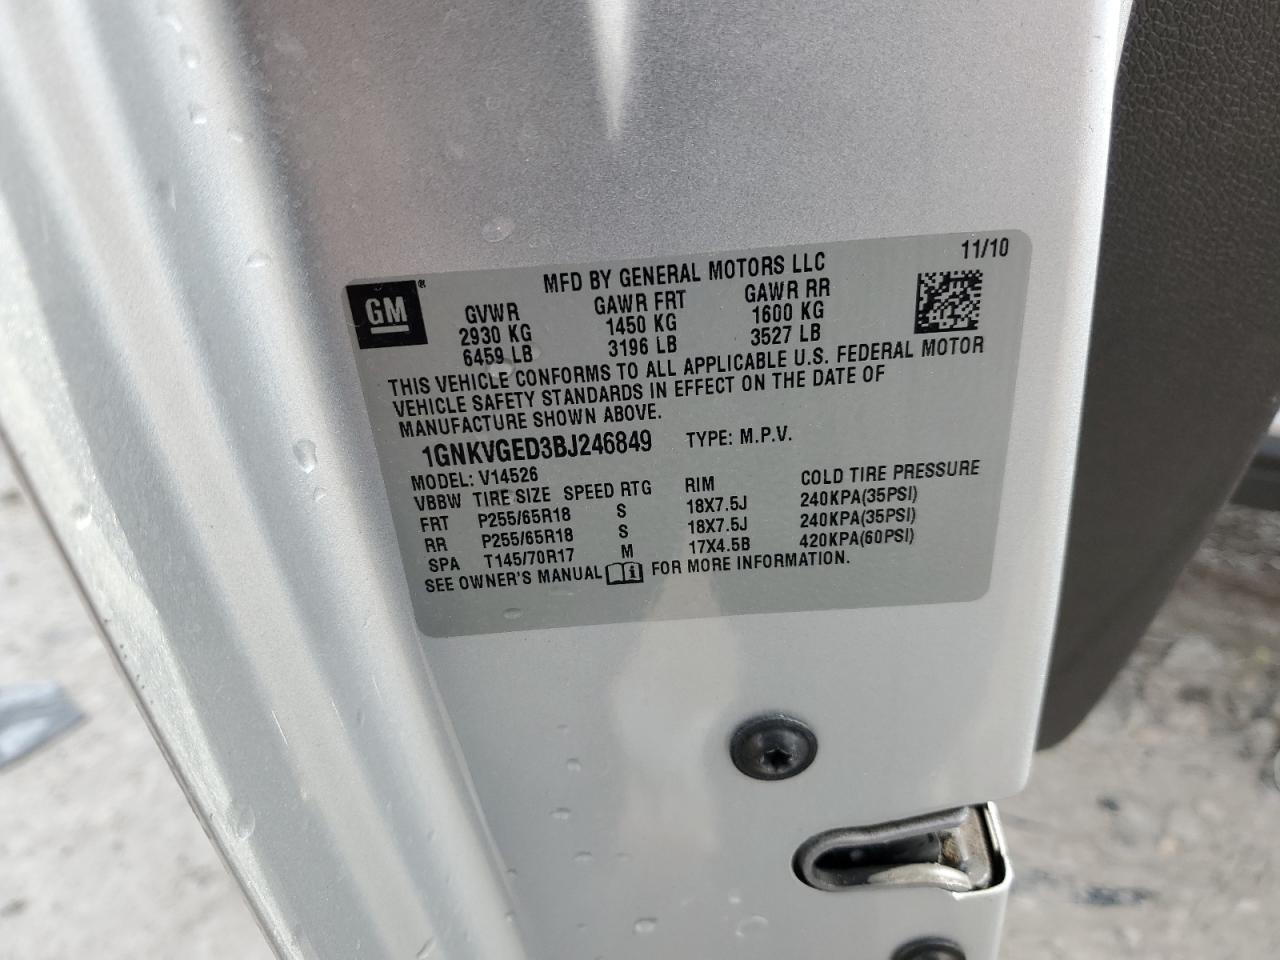 11/10
GM®
MFD BY GENERAL MOTORS LLC
GVWR GAWR FRT GAWR RR
2930 KG 1450 KG 1600 KG
6459 LB 3196 LB 3527 LB
THIS VEHICLE CONFORMS TO ALL APPLICABLE U.S. FEDERAL MOTOR
VEHICLE SAFETY STANDARDS IN EFFECT ON THE DATE OF
MANUFACTURE SHOWN ABOVE.
1GNKVGED3BJ246849 TYPE: M.P.V.
MODEL: V14526
VBBW TIRE SIZE SPEED RTG RIM COLD TIRE PRESSURE
FRT P255/65R18 S 18X7.5J 240KPA(35PSI)
RR P255/65R18 S 18X7.5J 240KPA(35PSI)
SPA T145/70R17 M 17X4.5B 420KPA(60PSI)
SEE OWNER'S MANUAL i FOR MORE INFORMATION.